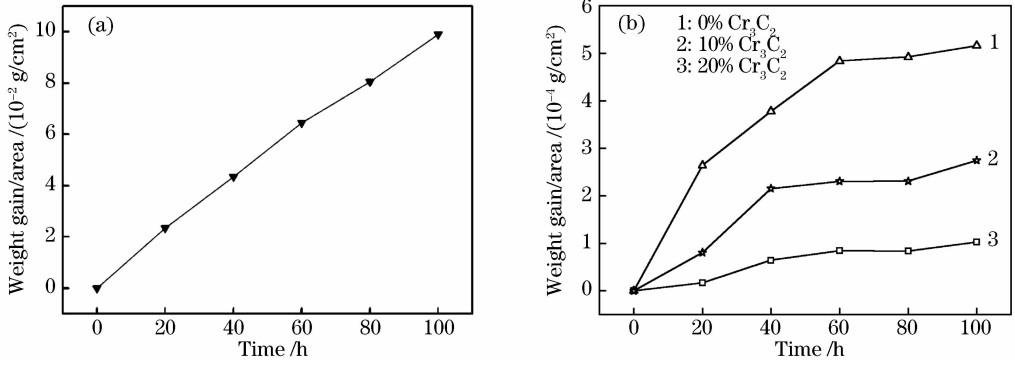 (a)
Weight gain/area /(10⁻² g/cm²)
10
8
6
4
2
0
0 20 40 60 80 100
Time /h
(b)
1: 0% Cr₃C₂
2: 10% Cr₃C₂
3: 20% Cr₃C₂
Weight gain/area /(10⁻⁴ g/cm²)
6
5
4
3
2
1
0
1
2
3
0 20 40 60 80 100
Time /h